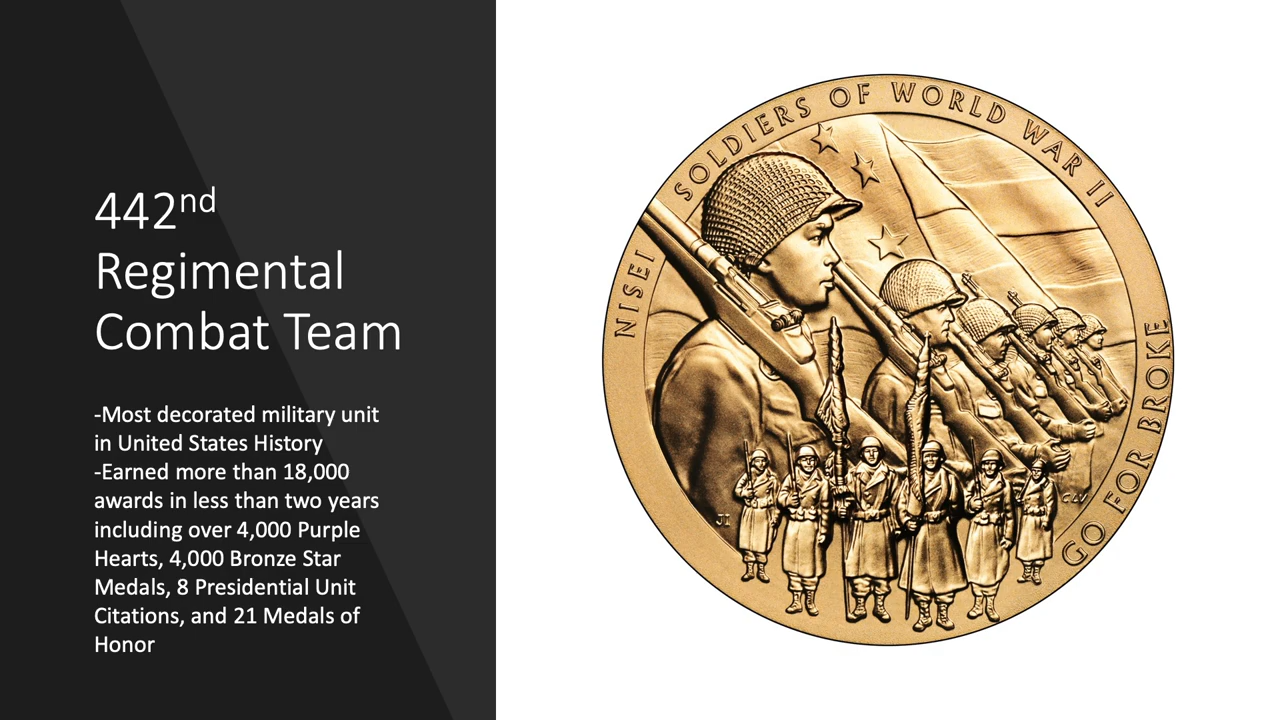 442nd
Regimental
Combat Team
-Most decorated military unit
in United States History
-Earned more than 18,000
awards in less than two years
including over 4,000 Purple
Hearts, 4,000 Bronze Star
Medals, 8 Presidential Unit
Citations, and 21 Medals of
Honor
NISEI SOLDIERS OF WORLD WAR II
GO FOR BROKE
JI
CLV